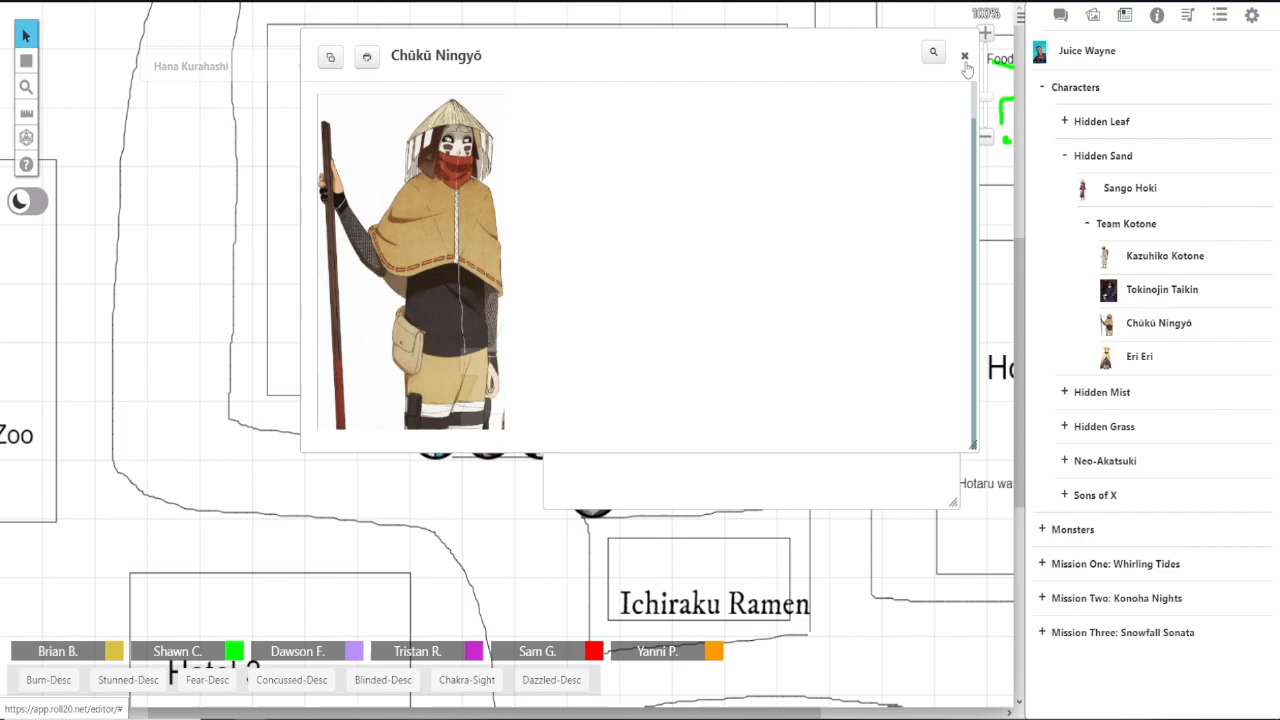 100%
Chūkū Ningyō
Hana Kurahashi
Food
Juice Wayne
- Characters
+ Hidden Leaf
- Hidden Sand
Sango Hoki
- Team Kotone
Kazuhiko Kotone
Tokinojin Taikin
Chūkū Ningyō
Eri Eri
+ Hidden Mist
+ Hidden Grass
+ Neo-Akatsuki
+ Sons of X
+ Monsters
+ Mission One: Whirling Tides
+ Mission Two: Konoha Nights
+ Mission Three: Snowfall Sonata
Ho
Zoo
Hotaru wa
Ichiraku Ramen
Brian B.
Shawn C.
Dawson F.
Tristan R.
Sam G.
Yanni P.
Hotel 2
Burn-Desc
Stunned-Desc
Fear-Desc
Concussed-Desc
Blinded-Desc
Chakra-Sight
Dazzled-Desc
https://app.roll20.net/editor/#